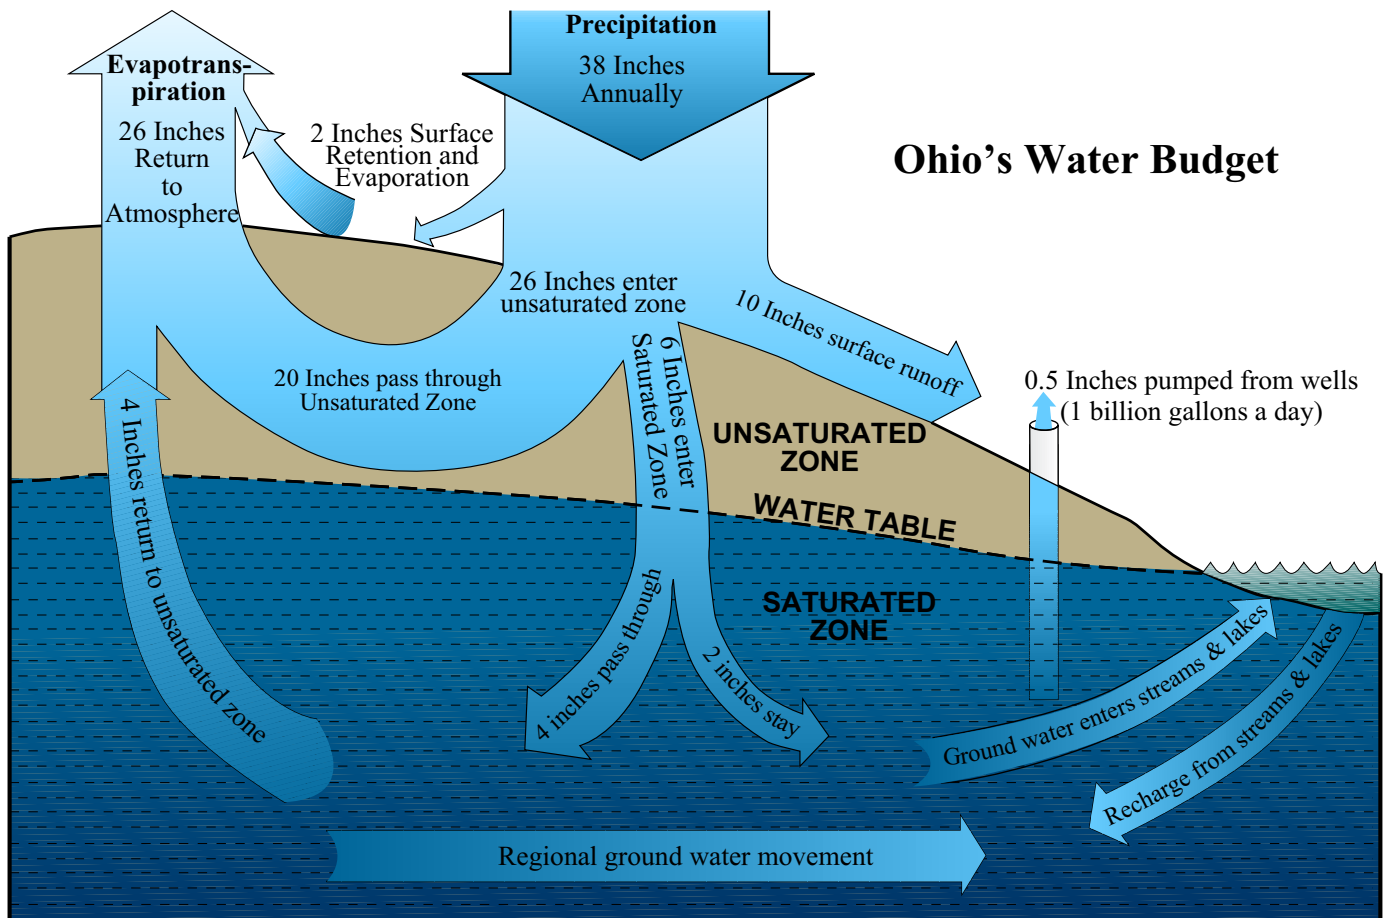 Precipitation
38 Inches
Annually
Evapotrans-
piration
26 Inches
Return
to
Atmosphere
2 Inches Surface
Retention and
Evaporation
Ohio's Water Budget
26 Inches enter
unsaturated zone
10 Inches surface runoff
20 Inches pass through
Unsaturated Zone
6 Inches enter
Saturated Zone
0.5 Inches pumped from wells
(1 billion gallons a day)
UNSATURATED
ZONE
WATER TABLE
SATURATED
ZONE
4 Inches return to unsaturated zone
4 inches pass through
2 inches stay
Ground water enters streams & lakes
Recharge from streams & lakes
Regional ground water movement